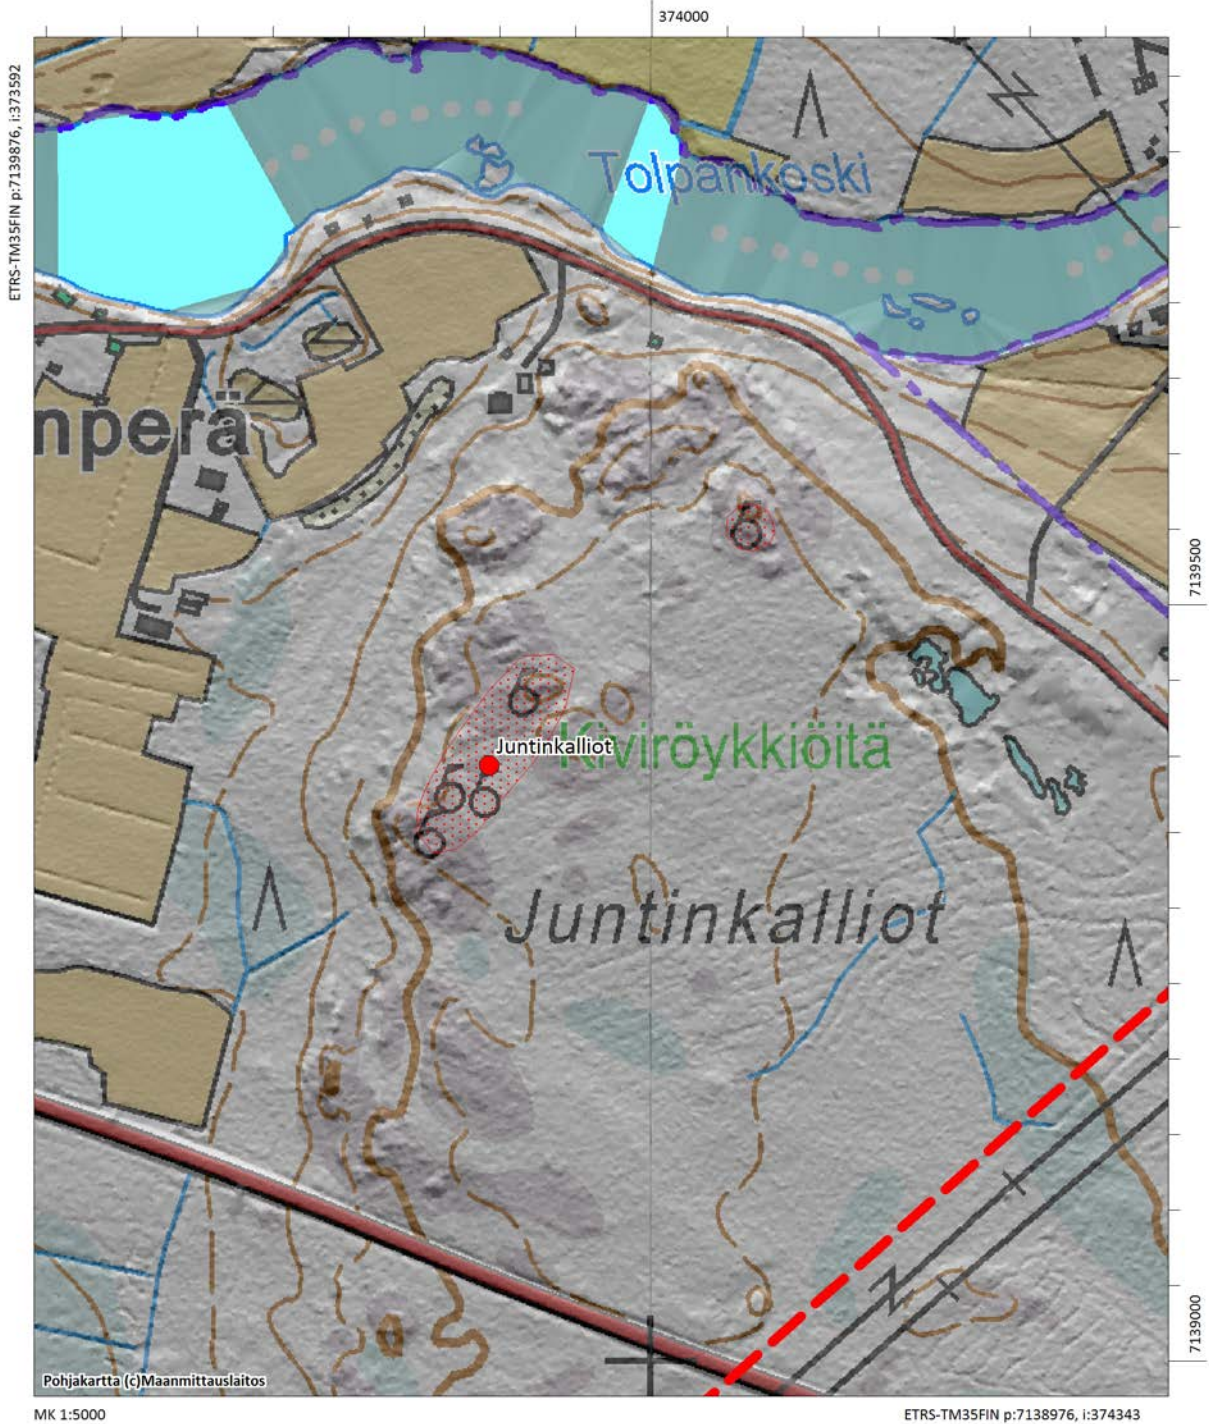 374000
ETRS-TM35FIN p:7139876, i:373592
Tolpankoski
mperä
7139500
Juntinkalliot
Kiviröykkiöitä
Juntinkalliot
7139000
Pohjakartta (c)Maanmittauslaitos
MK 1:5000
ETRS-TM35FIN p:7138976, i:374343